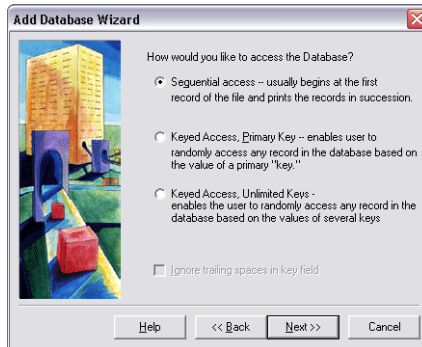 Add Database Wizard
How would you like to access the Database?
Sequential access -- usually begins at the first
record of the file and prints the records in succession.
Keyed Access, Primary Key -- enables user to
randomly access any record in the database based on
the value of a primary "key."
Keyed Access, Unlimited Keys -
enables the user to randomly access any record in the
database based on the values of several keys
Ignore trailing spaces in key field
Help
<< Back
Next >>
Cancel